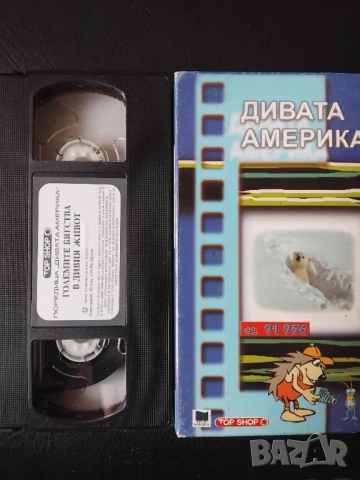 TOP SHOP
ПОРЕДИЦА „ДИВАТА АМЕРИКА"
ГОЛЕМИТЕ БЯГСТВА
В ДИВИЯ ЖИВОТ
ДИВАТА
АМЕРИКА
91 956
TOP SHOP
BAZAR